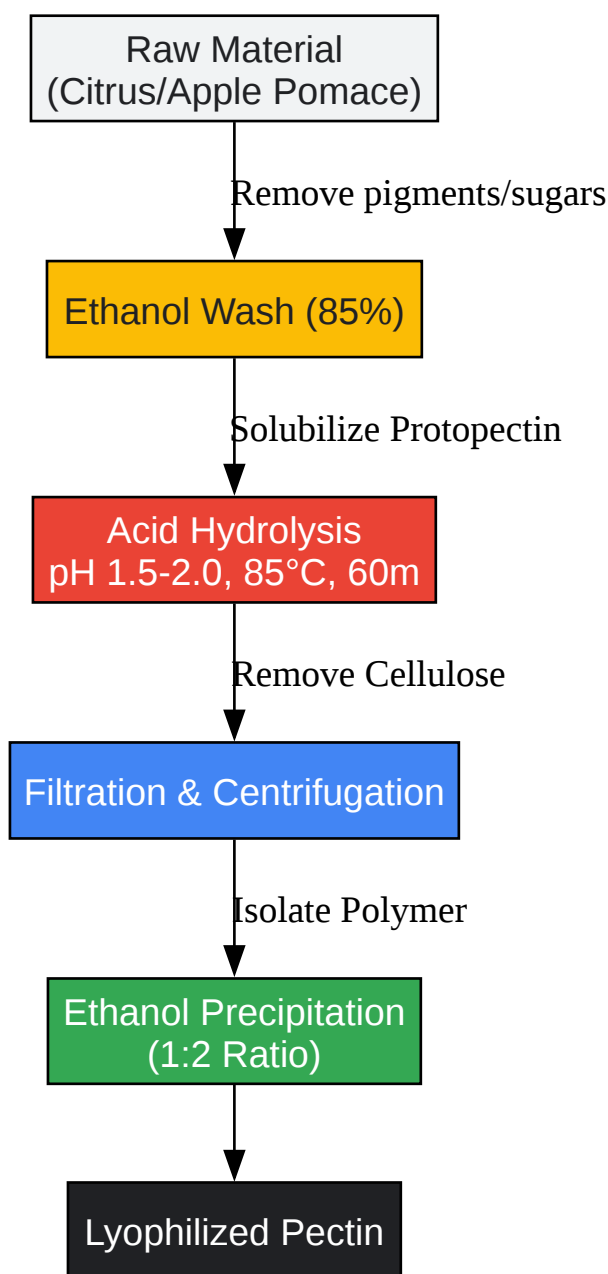 Raw Material
(Citrus/Apple Pomace)
Remove pigments/sugars
Ethanol Wash (85%)
Solubilize Protopectin
Acid Hydrolysis
pH 1.5-2.0, 85°C, 60m
Remove Cellulose
Filtration & Centrifugation
Isolate Polymer
Ethanol Precipitation
(1:2 Ratio)
Lyophilized Pectin